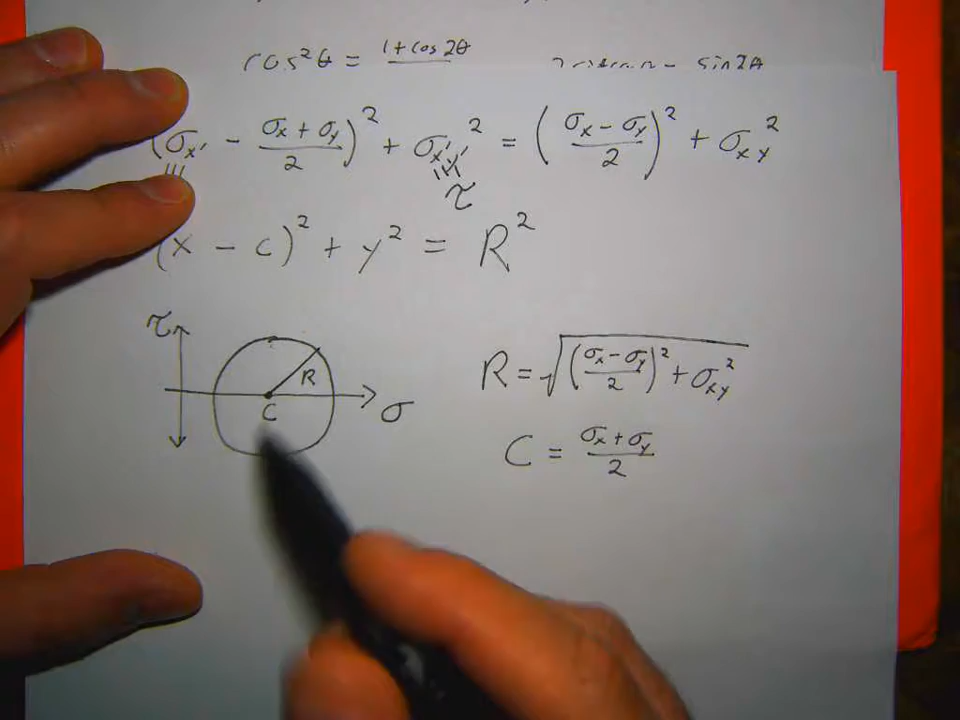 cos²θ = 1+cos2θ sin2θ
(σx' - (σx + σy)/2)² + σx'y'² = ((σx - σy)/2)² + σxy²
τ
(x - c)² + y² = R²
τ
R
C
σ
R = √(((σx - σy)/2)² + σxy²)
C = (σx + σy)/2